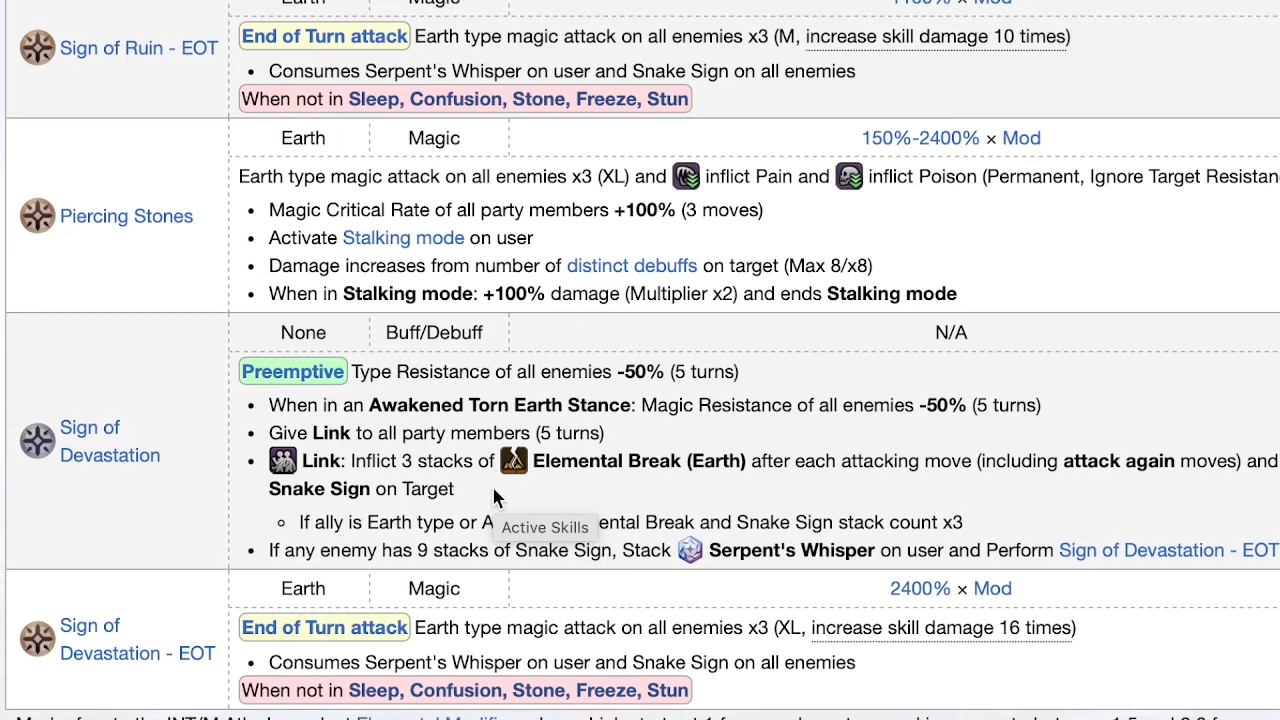 Earth Magic 1100% × Mod
Sign of Ruin - EOT
End of Turn attack Earth type magic attack on all enemies x3 (M, increase skill damage 10 times)
• Consumes Serpent's Whisper on user and Snake Sign on all enemies
When not in Sleep, Confusion, Stone, Freeze, Stun
Earth Magic 150%-2400% × Mod
Piercing Stones
Earth type magic attack on all enemies x3 (XL) and inflict Pain and inflict Poison (Permanent, Ignore Target Resistan
• Magic Critical Rate of all party members +100% (3 moves)
• Activate Stalking mode on user
• Damage increases from number of distinct debuffs on target (Max 8/x8)
• When in Stalking mode: +100% damage (Multiplier x2) and ends Stalking mode
None Buff/Debuff N/A
Sign of
Devastation
Preemptive Type Resistance of all enemies -50% (5 turns)
• When in an Awakened Torn Earth Stance: Magic Resistance of all enemies -50% (5 turns)
• Give Link to all party members (5 turns)
• Link: Inflict 3 stacks of Elemental Break (Earth) after each attacking move (including attack again moves) and
Snake Sign on Target
If ally is Earth type or A ental Break and Snake Sign stack count x3
Active Skills
• If any enemy has 9 stacks of Snake Sign, Stack Serpent's Whisper on user and Perform Sign of Devastation - EOT
Earth Magic 2400% × Mod
Sign of
Devastation - EOT
End of Turn attack Earth type magic attack on all enemies x3 (XL, increase skill damage 16 times)
• Consumes Serpent's Whisper on user and Snake Sign on all enemies
When not in Sleep, Confusion, Stone, Freeze, Stun